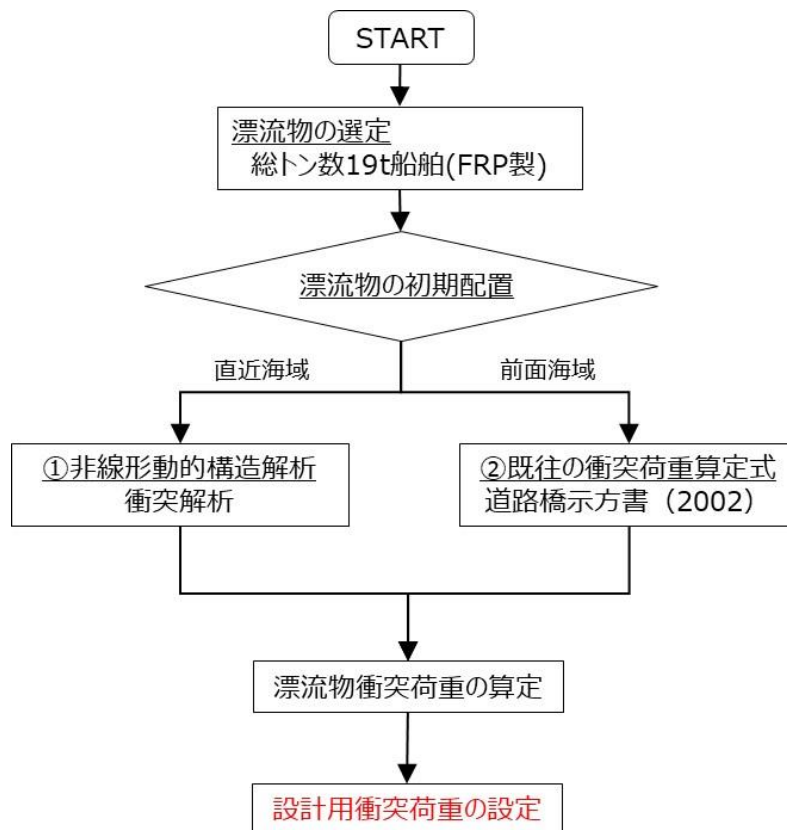 START
漂流物の選定
総トン数19t船舶(FRP製)
漂流物の初期配置
直近海域
前面海域
①非線形動的構造解析
衝突解析
②既往の衝突荷重算定式
道路橋示方書（2002）
漂流物衝突荷重の算定
設計用衝突荷重の設定